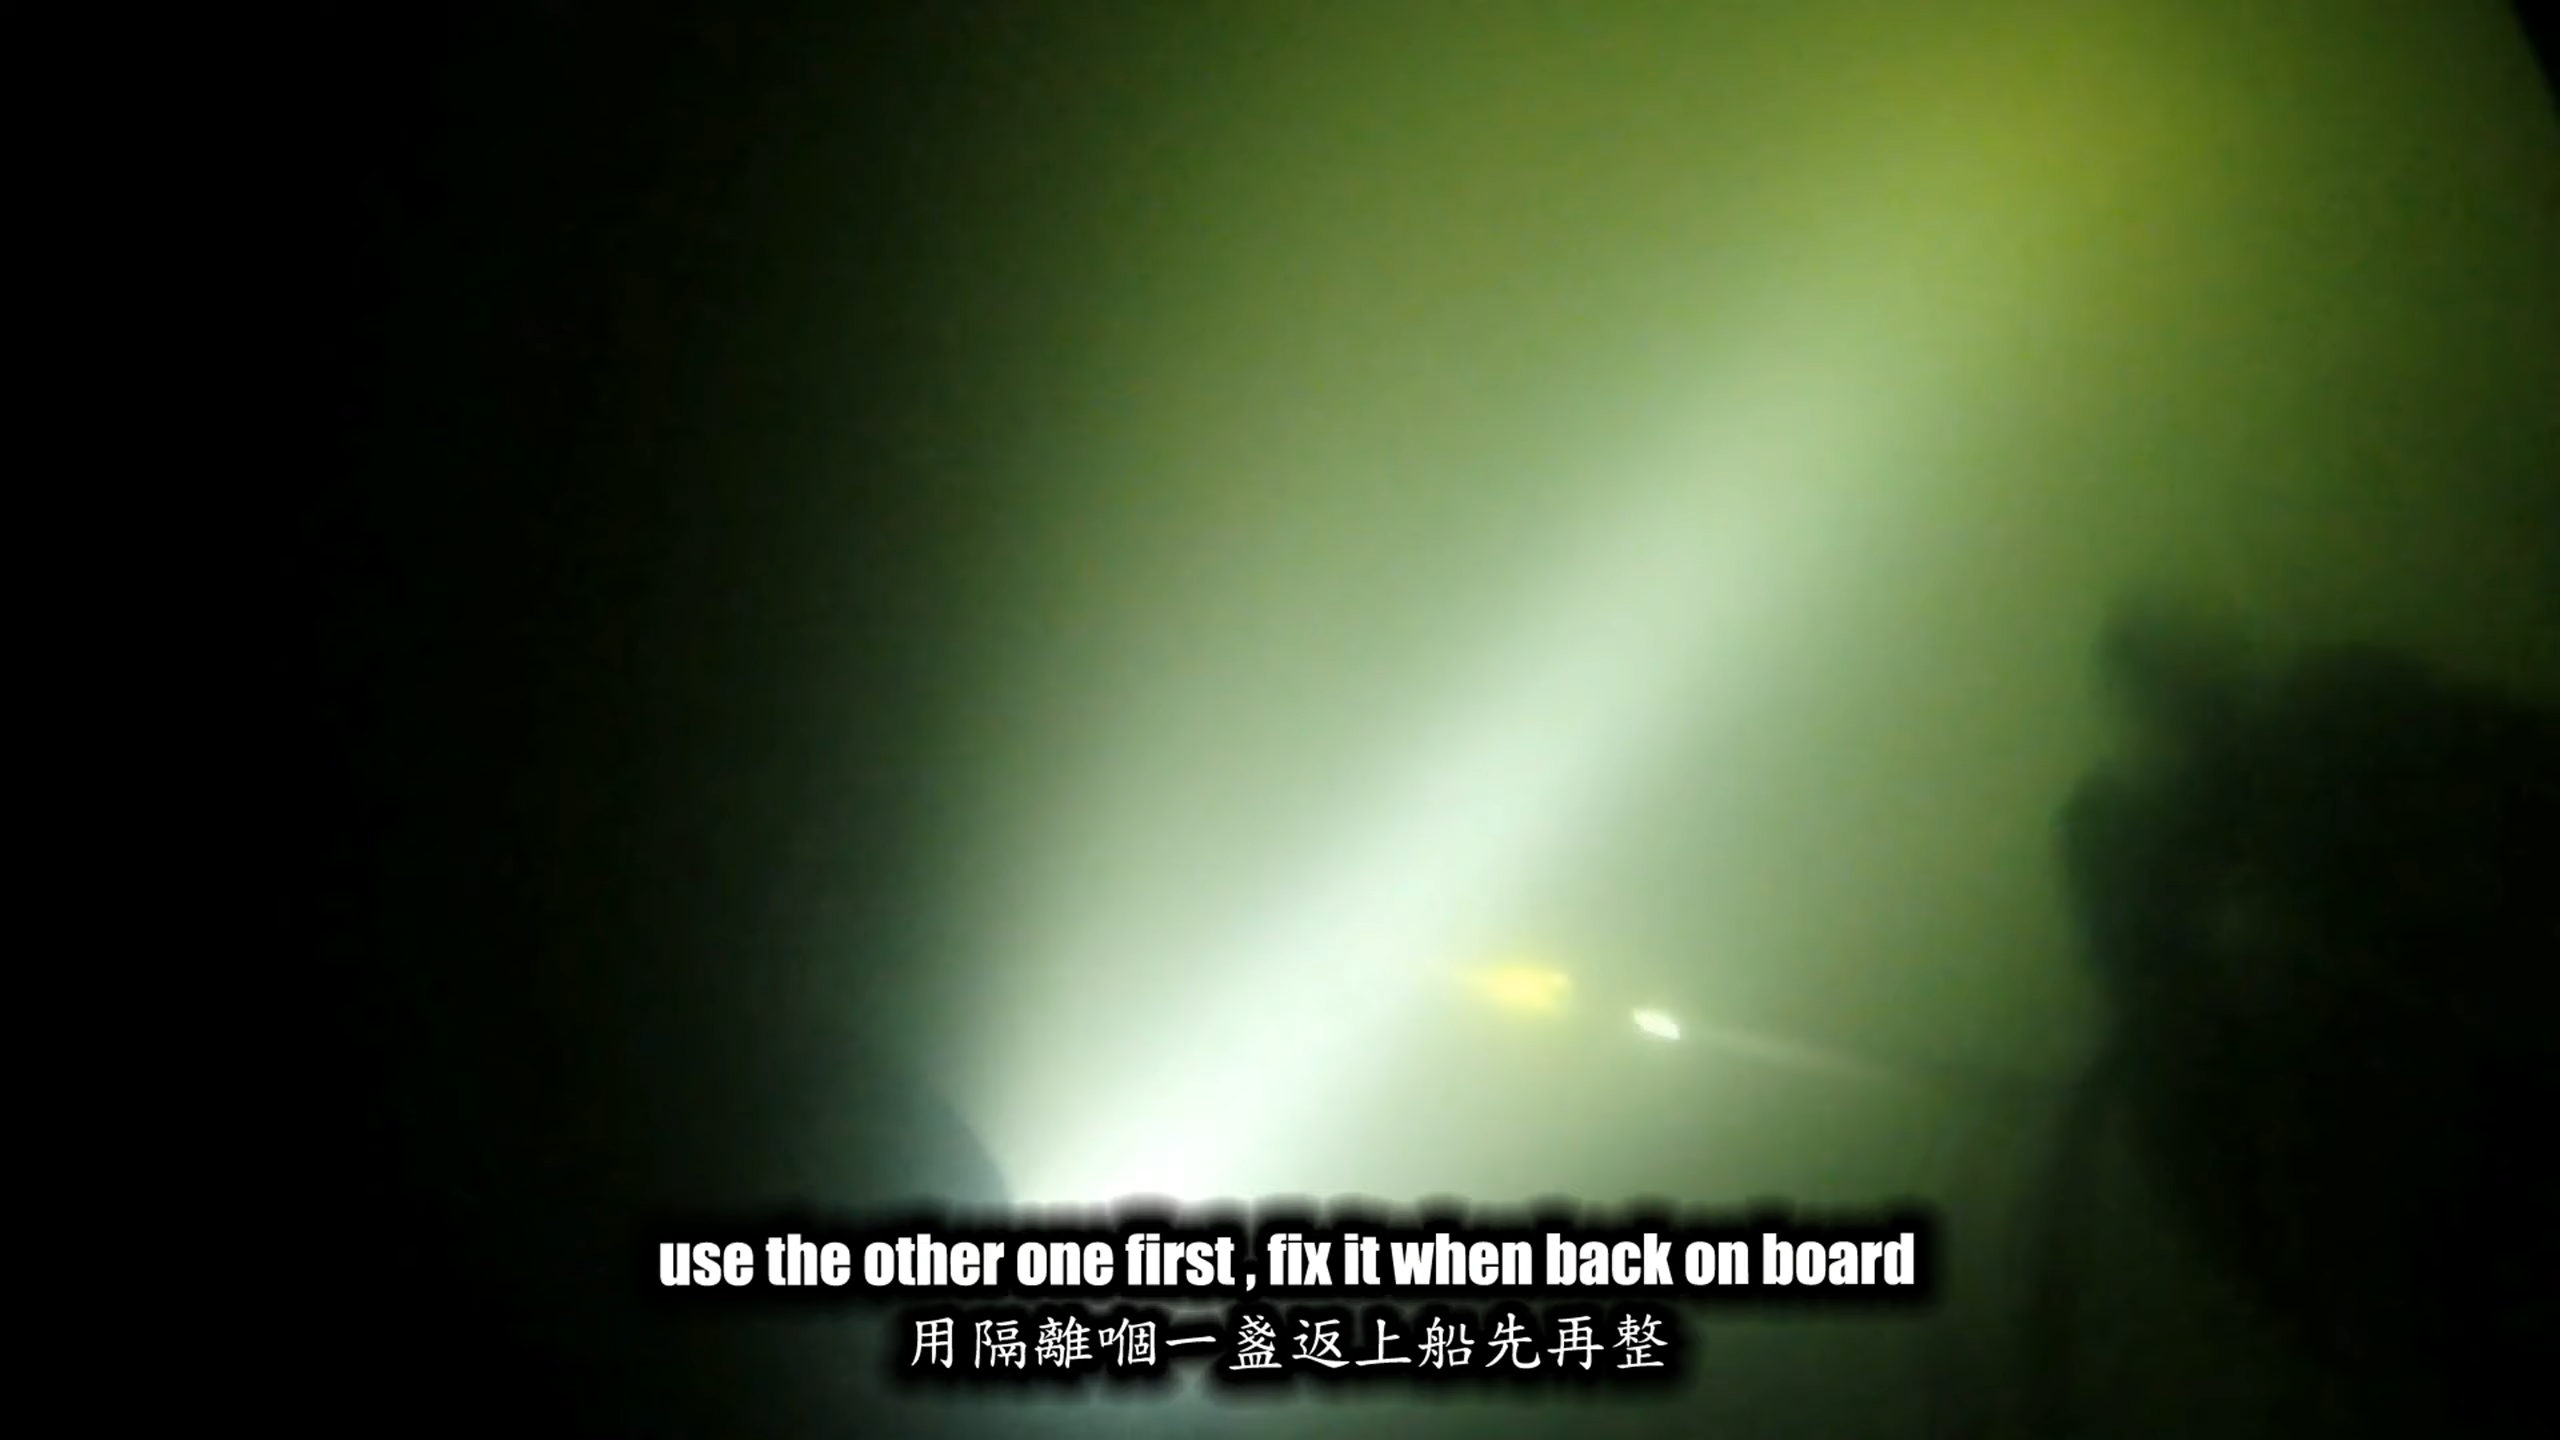 use the other one first , fix it when back on board
用隔離嗰一盞返上船先再整